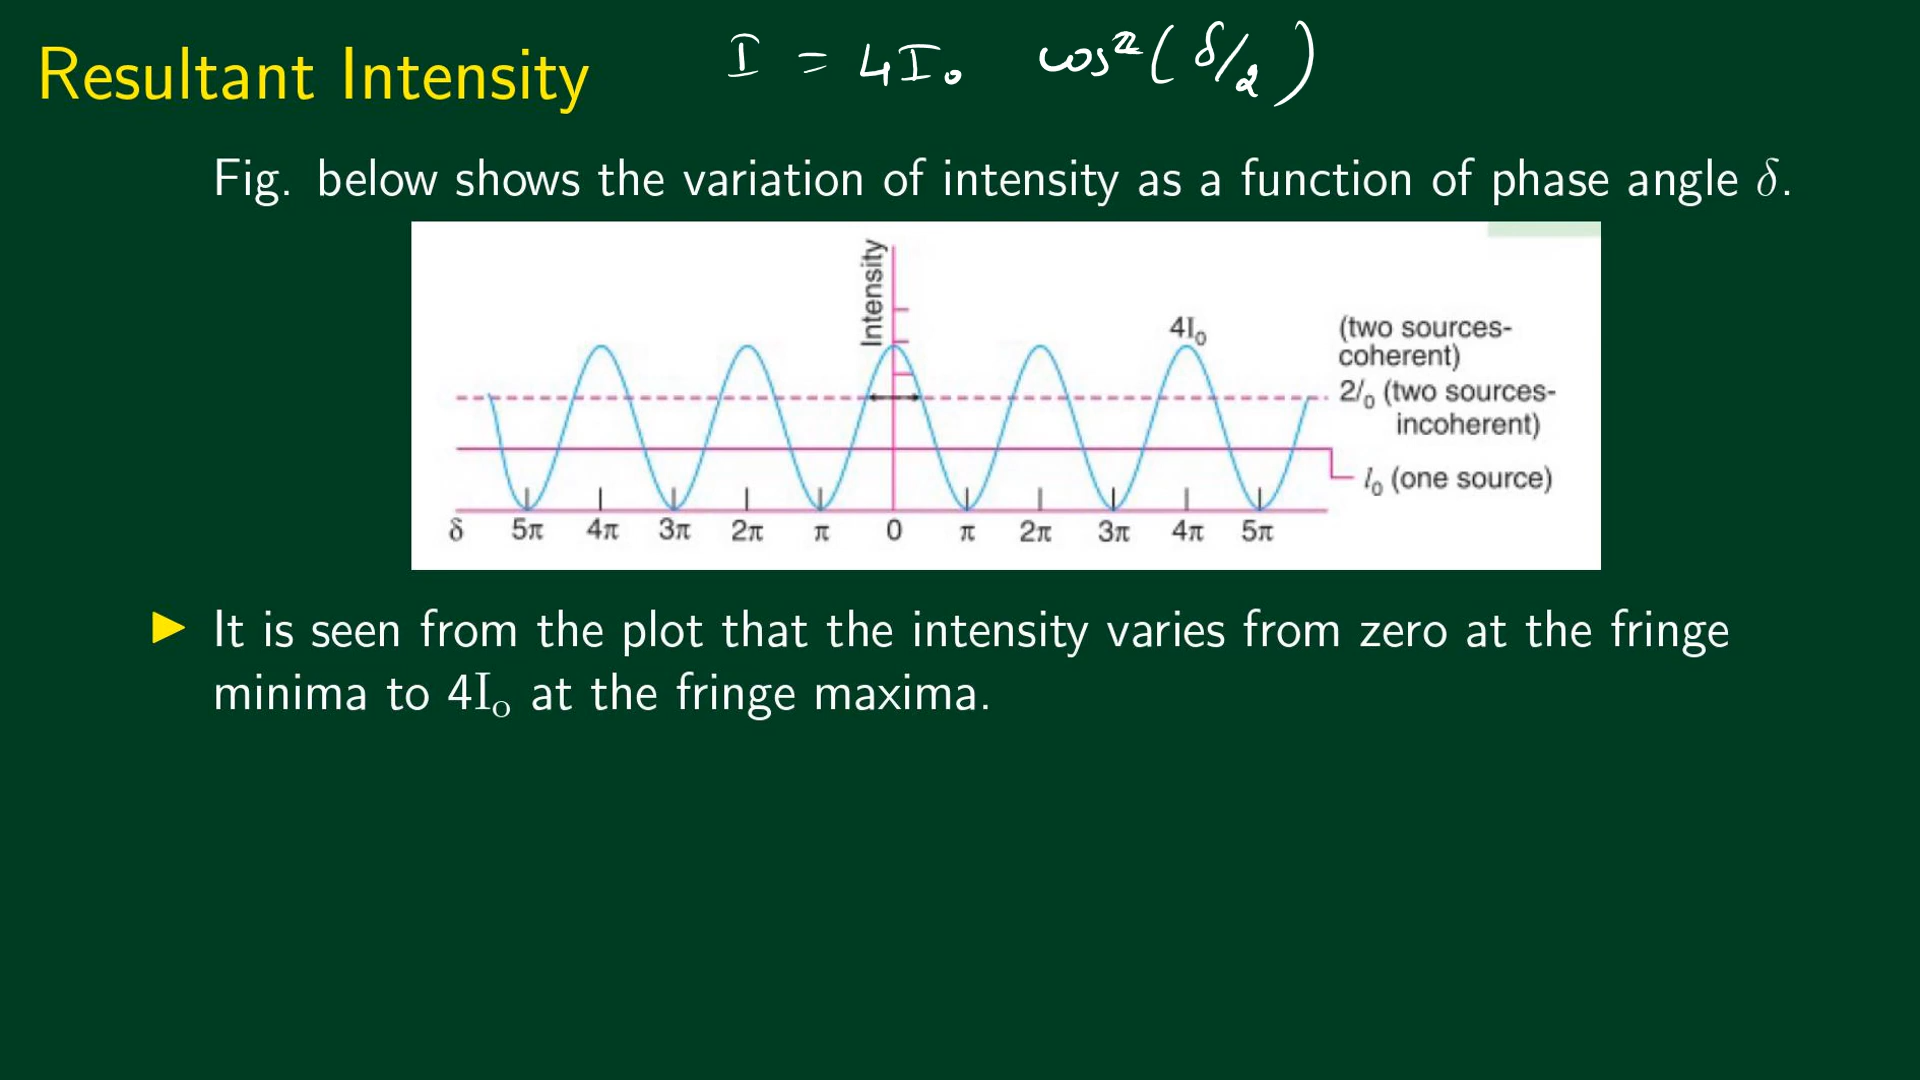 Resultant Intensity
I = 4I₀ cos²(δ/2)
Fig. below shows the variation of intensity as a function of phase angle δ.
Intensity
4I₀
(two sources-
coherent)
2I₀ (two sources-
incoherent)
I₀ (one source)
δ 5π 4π 3π 2π π 0 π 2π 3π 4π 5π
▶ It is seen from the plot that the intensity varies from zero at the fringe
minima to 4Iₒ at the fringe maxima.